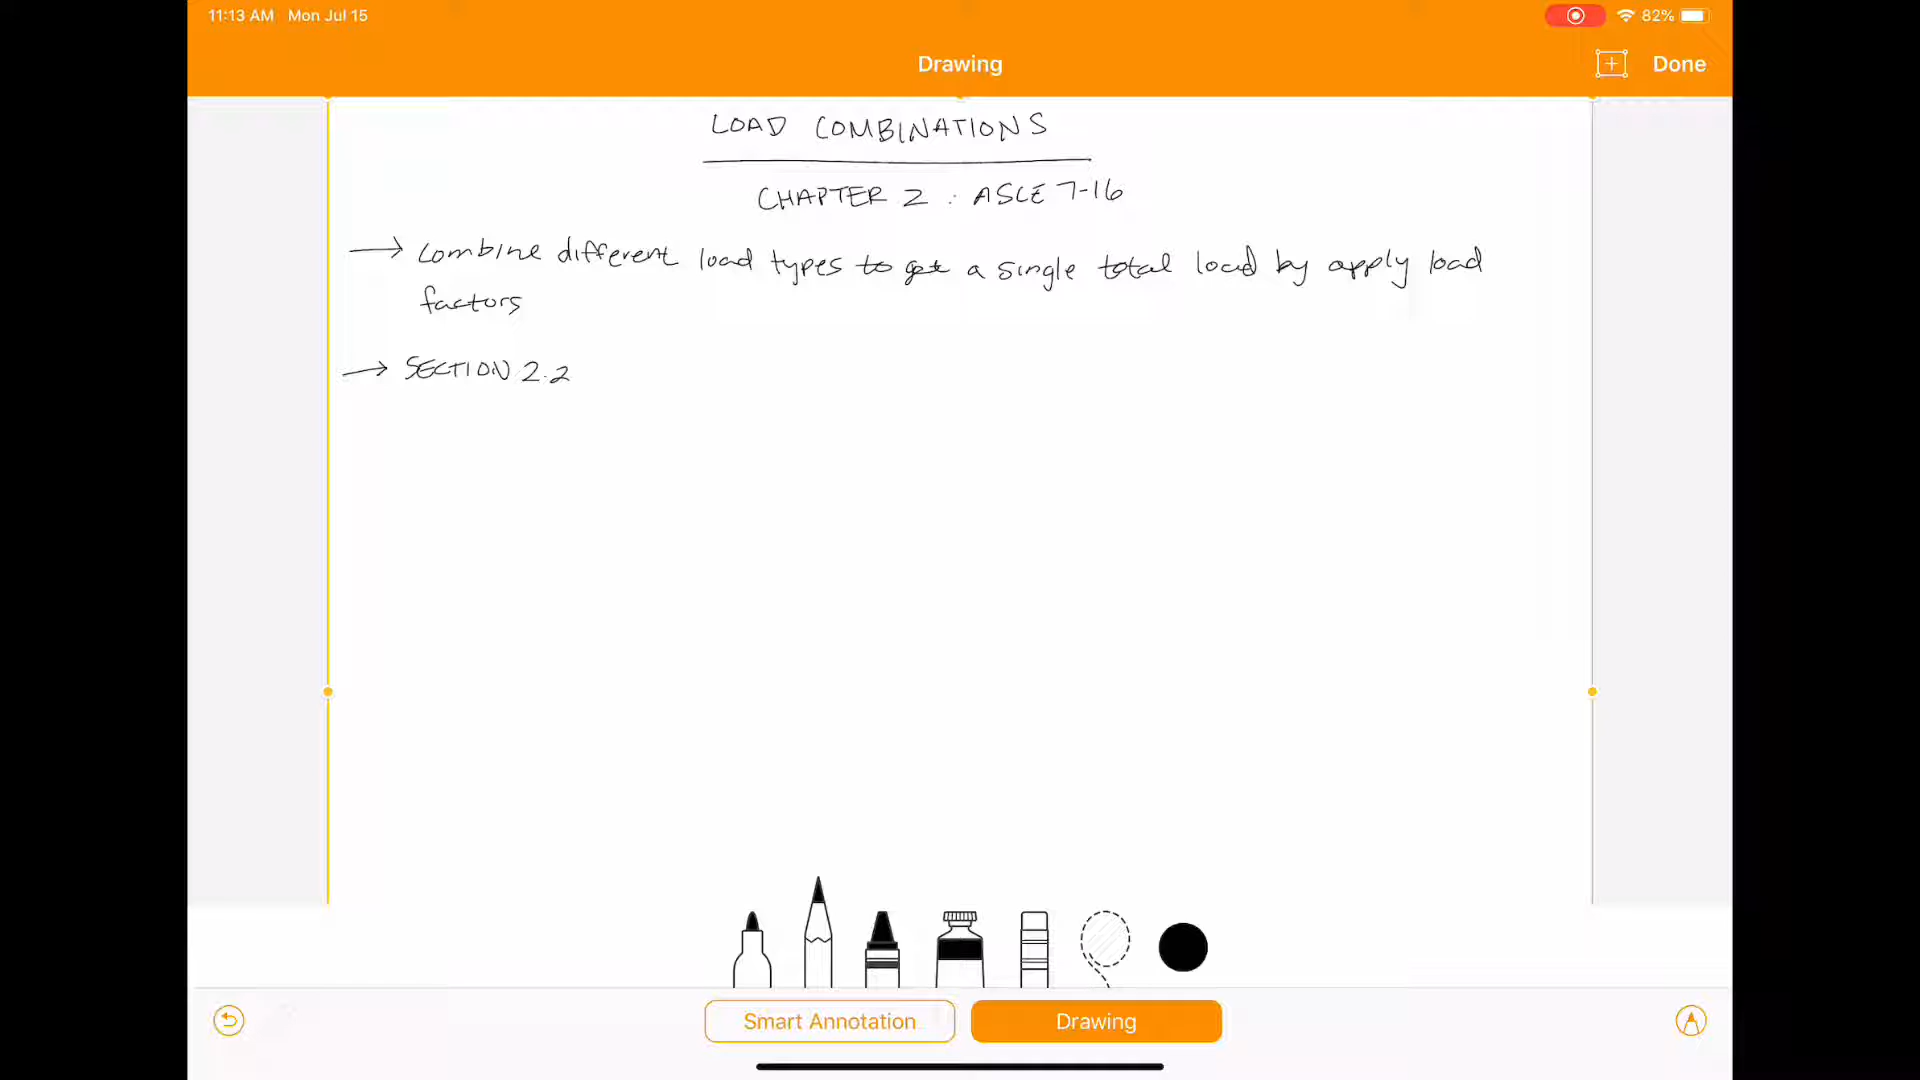 11:13 AM Mon Jul 15 82%
Drawing Done
LOAD COMBINATIONS
CHAPTER 2 : ASCE 7-16
→ Combine different load types to get a single total load by apply load
factors
→ SECTION 2.2
Smart Annotation Drawing